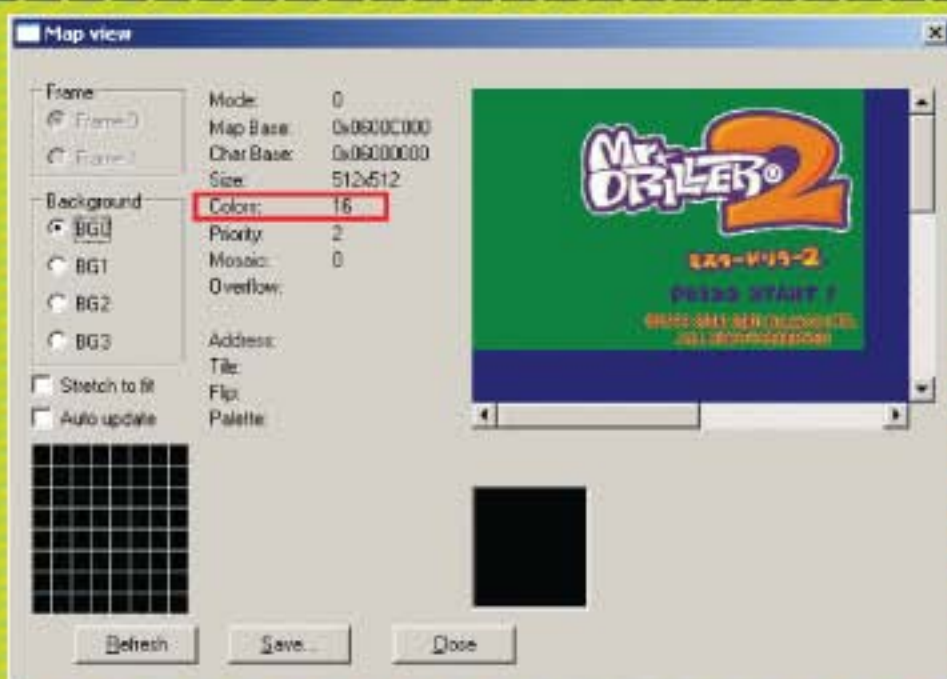 Map view
Frame
Frame 0
Frame 1
Background
BG0
BG1
BG2
BG3
Stretch to fit
Auto update
Mode: 0
Map Base: 0x0600C000
Char Base: 0x06000000
Size: 512x512
Colors: 16
Priority: 2
Mosaic: 0
Overflow:
Address:
Tile:
Flip:
Palette:
Mr.
DRILLER® 2
ミスタードリラー2
PRESS START !
Refresh
Save...
Close